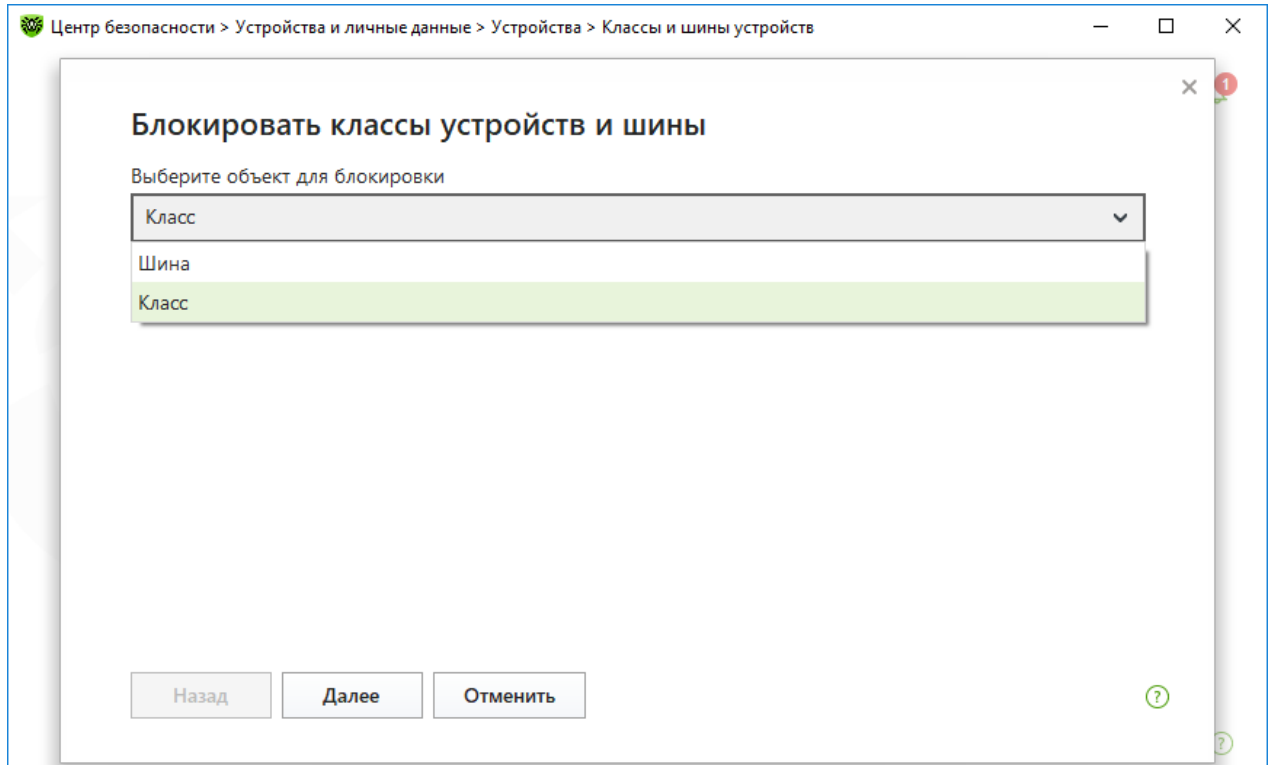 Центр безопасности > Устройства и личные данные > Устройства > Классы и шины устройств
1
Блокировать классы устройств и шины
Выберите объект для блокировки
Класс
Шина
Класс
Назад Далее Отменить ?
?